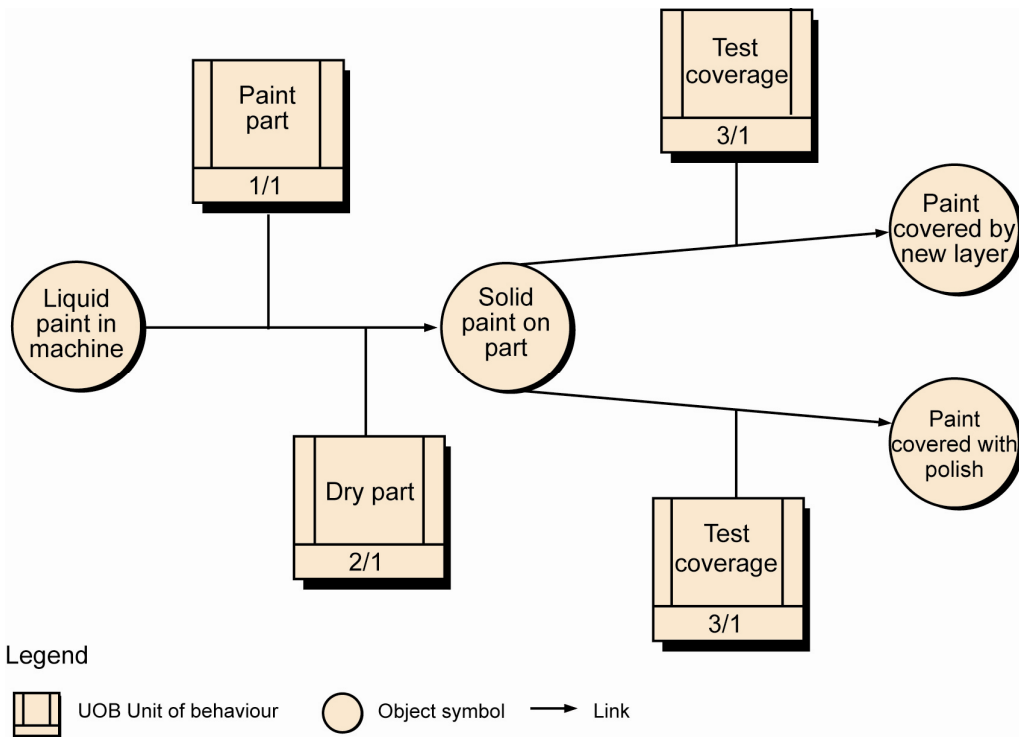 Paint
part
1/1
Test
coverage
3/1
Paint
covered by
new layer
Liquid
paint in
machine
Solid
paint on
part
Paint
covered with
polish
Dry part
2/1
Test
coverage
3/1
Legend
UOB Unit of behaviour
Object symbol
Link